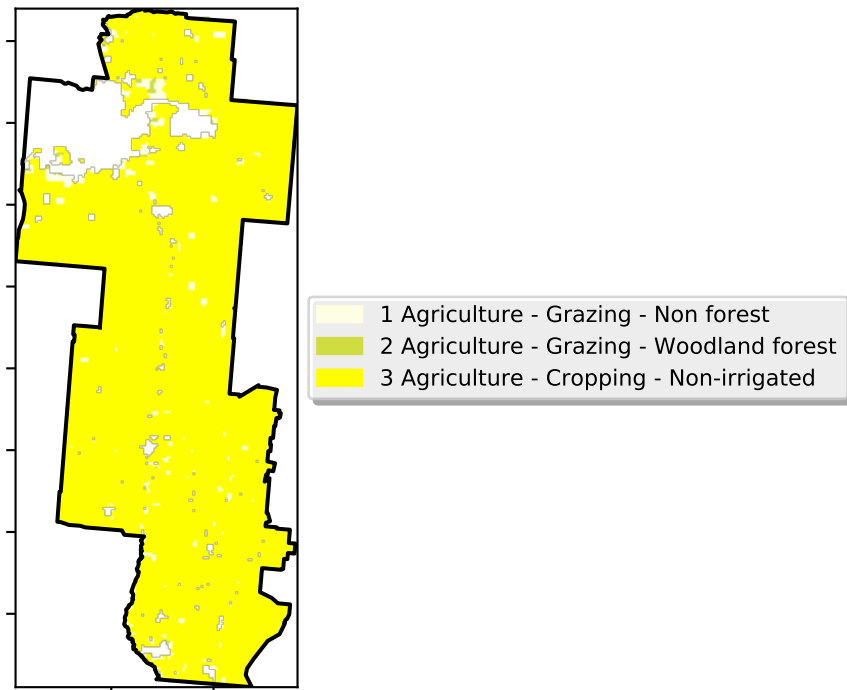 1 Agriculture - Grazing - Non forest
2 Agriculture - Grazing - Woodland forest
3 Agriculture - Cropping - Non-irrigated